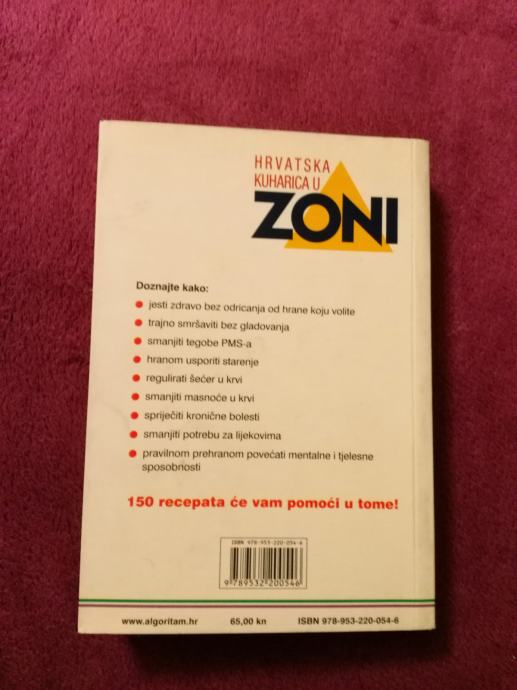 HRVATSKA
KUHARICA U
ZONI
Doznajte kako:
jesti zdravo bez odricanja od hrane koju volite
trajno smršaviti bez gladovanja
smanjiti tegobe PMS-a
hranom usporiti starenje
regulirati šećer u krvi
smanjiti masnoće u krvi
spriječiti kronične bolesti
smanjiti potrebu za lijekovima
pravilnom prehranom povećati mentalne i tjelesne
sposobnosti
150 recepata će vam pomoći u tome!
ISBN 978-953-220-054-6
9 789532 200546
www.algoritam.hr 65,00 kn ISBN 978-953-220-054-6